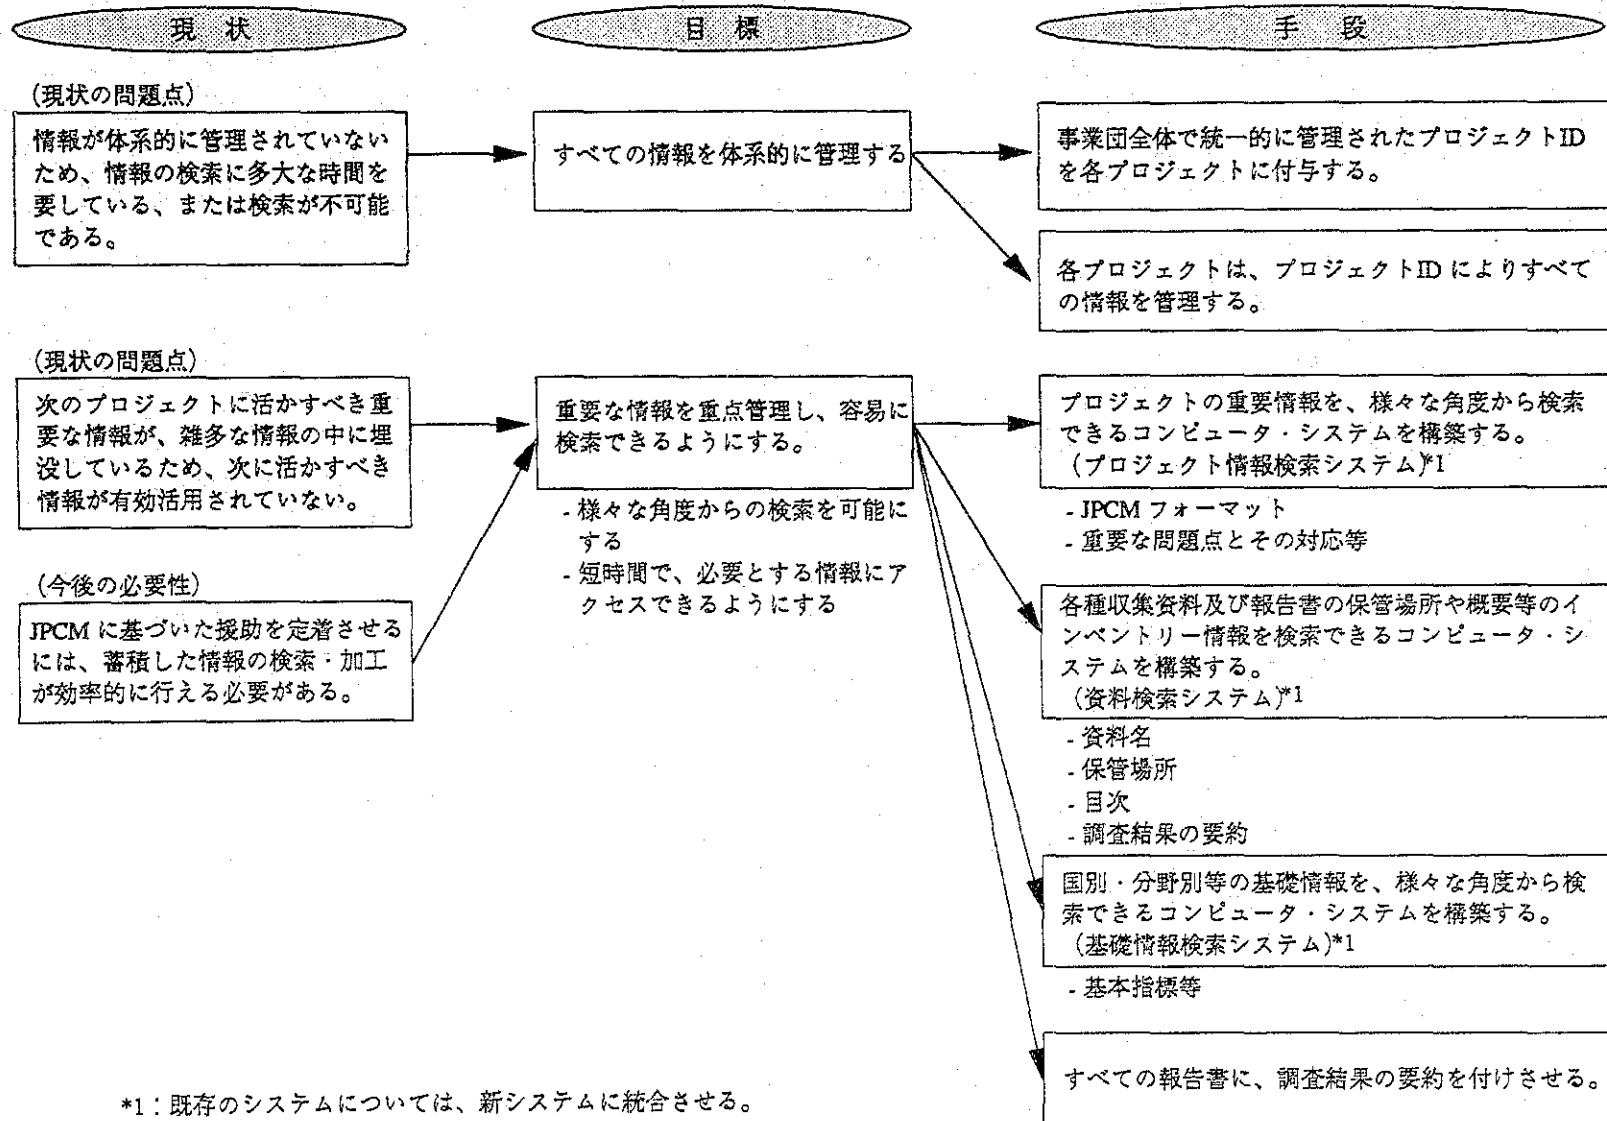 現 状
目 標
手 段
(現状の問題点)
情報が体系的に管理されていない
ため、情報の検索に多大な時間を
要している、または検索が不可能
である。
すべての情報を体系的に管理する
事業団全体で統一的に管理されたプロジェクトID
を各プロジェクトに付与する。
各プロジェクトは、プロジェクトID によりすべて
の情報を管理する。
(現状の問題点)
次のプロジェクトに活かすべき重
要な情報が、雑多な情報の中に埋
没しているため、次に活かすべき
情報が有効活用されていない。
(今後の必要性)
JPCM に基づいた援助を定着させる
には、蓄積した情報の検索・加工
が効率的に行える必要がある。
重要な情報を重点管理し、容易に
検索できるようにする。
- 様々な角度からの検索を可能に
する
- 短時間で、必要とする情報にア
クセスできるようにする
プロジェクトの重要情報を、様々な角度から検索
できるコンピュータ・システムを構築する。
(プロジェクト情報検索システム)*1
- JPCM フォーマット
- 重要な問題点とその対応等
各種収集資料及び報告書の保管場所や概要等のイ
ンベントリー情報を検索できるコンピュータ・シ
ステムを構築する。
(資料検索システム)*1
- 資料名
- 保管場所
- 目次
- 調査結果の要約
国別・分野別等の基礎情報を、様々な角度から検
索できるコンピュータ・システムを構築する。
(基礎情報検索システム)*1
- 基本指標等
すべての報告書に、調査結果の要約を付けさせる。
*1：既存のシステムについては、新システムに統合させる。